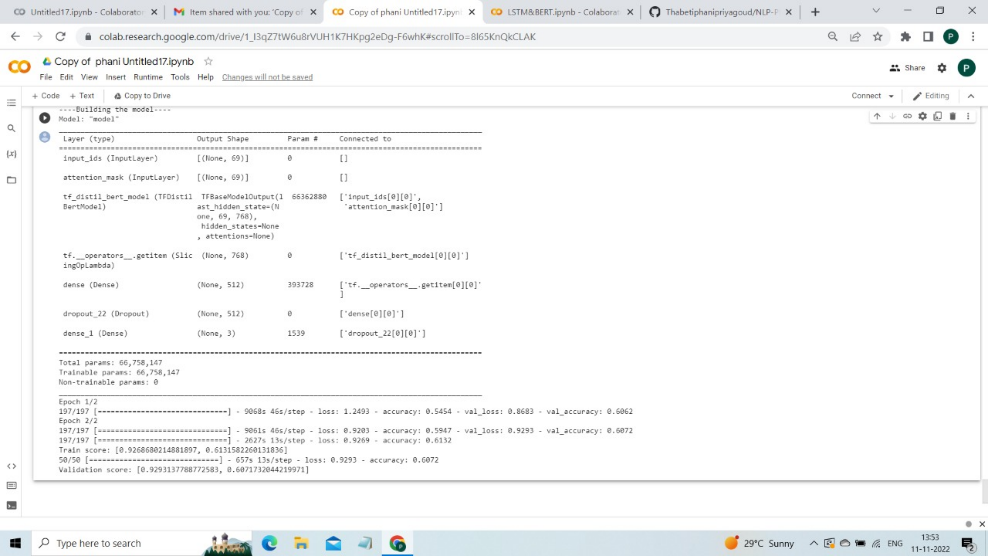 Untitled17.ipynb - Colaborator
Item shared with you: 'Copy of
Copy of phani Untitled17.ipynb
LSTM&BERT.ipynb - Colaborat
Thabetiphanipriyagoud/NLP-P
colab.research.google.com/drive/1_I3qZ7tW6u8rVUH1K7HKpg2eDg-F6whK#scrollTo=8I65KnQkCLAK
P
CO
Copy of phani Untitled17.ipynb
Share
P
File Edit View Insert Runtime Tools Help Changes will not be saved
+ Code + Text Copy to Drive
Connect
Editing
----Building the model----
Model: "model"
Layer (type) Output Shape Param # Connected to
input_ids (InputLayer) [(None, 69)] 0 []
attention_mask (InputLayer) [(None, 69)] 0 []
tf_distil_bert_model (TFDistil TFBaseModelOutput(l 66362880 ['input_ids[0][0]',
BertModel) ast_hidden_state=(N 'attention_mask[0][0]']
one, 69, 768),
hidden_states=None
, attentions=None)
tf.__operators__.getitem (Slic (None, 768) 0 ['tf_distil_bert_model[0][0]']
ingOpLambda)
dense (Dense) (None, 512) 393728 ['tf.__operators__.getitem[0][0]'
]
dropout_22 (Dropout) (None, 512) 0 ['dense[0][0]']
dense_1 (Dense) (None, 3) 1539 ['dropout_22[0][0]']
Total params: 66,758,147
Trainable params: 66,758,147
Non-trainable params: 0
Epoch 1/2
197/197 [==============================] - 9068s 46s/step - loss: 1.2493 - accuracy: 0.5454 - val_loss: 0.8683 - val_accuracy: 0.6062
Epoch 2/2
197/197 [==============================] - 9061s 46s/step - loss: 0.9203 - accuracy: 0.5947 - val_loss: 0.9293 - val_accuracy: 0.6072
197/197 [==============================] - 2627s 13s/step - loss: 0.9269 - accuracy: 0.6132
Train score: [0.9268680214881897, 0.6131582260131836]
50/50 [==============================] - 657s 13s/step - loss: 0.9293 - accuracy: 0.6072
Validation score: [0.9293137788772583, 0.6071732044219971]
Type here to search
29°C Sunny
ENG
13:53
11-11-2022
2